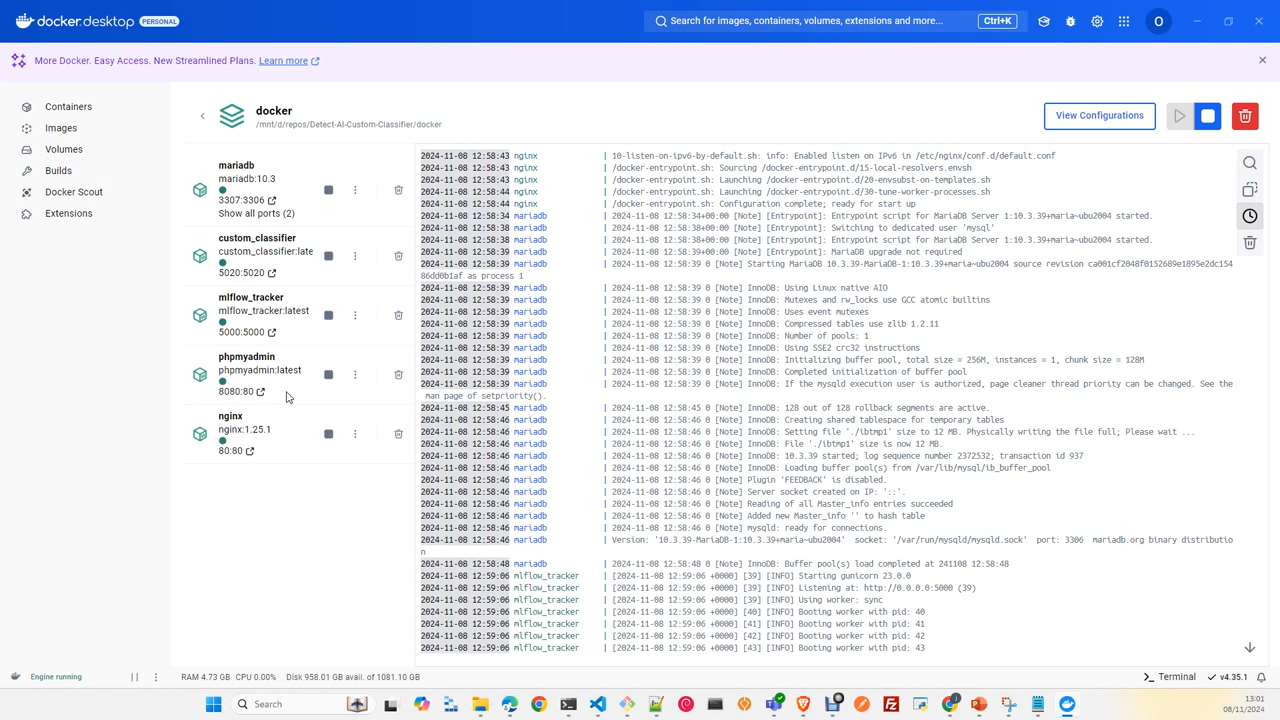 docker.desktop PERSONAL
Search for images, containers, volumes, extensions and more... Ctrl+K
O
More Docker. Easy Access. New Streamlined Plans. Learn more
Containers
Images
Volumes
Builds
Docker Scout
Extensions
docker
/mnt/d/repos/Detect-AI-Custom-Classifier/docker
View Configurations
mariadb
mariadb:10.3
3307:3306
Show all ports (2)
custom_classifier
custom_classifier:late
5020:5020
mlflow_tracker
mlflow_tracker:latest
5000:5000
phpmyadmin
phpmyadmin:latest
8080:80
nginx
nginx:1.25.1
80:80
2024-11-08 12:58:43 nginx | 10-listen-on-ipv6-by-default.sh: info: Enabled listen on IPv6 in /etc/nginx/conf.d/default.conf
2024-11-08 12:58:43 nginx | /docker-entrypoint.sh: Sourcing /docker-entrypoint.d/15-local-resolvers.envsh
2024-11-08 12:58:43 nginx | /docker-entrypoint.sh: Launching /docker-entrypoint.d/20-envsubst-on-templates.sh
2024-11-08 12:58:44 nginx | /docker-entrypoint.sh: Launching /docker-entrypoint.d/30-tune-worker-processes.sh
2024-11-08 12:58:44 nginx | /docker-entrypoint.sh: Configuration complete; ready for start up
2024-11-08 12:58:34 mariadb | 2024-11-08 12:58:34+00:00 [Note] [Entrypoint]: Entrypoint script for MariaDB Server 1:10.3.39+maria~ubu2004 started.
2024-11-08 12:58:38 mariadb | 2024-11-08 12:58:38+00:00 [Note] [Entrypoint]: Switching to dedicated user 'mysql'
2024-11-08 12:58:38 mariadb | 2024-11-08 12:58:38+00:00 [Note] [Entrypoint]: Entrypoint script for MariaDB Server 1:10.3.39+maria~ubu2004 started.
2024-11-08 12:58:39 mariadb | 2024-11-08 12:58:39+00:00 [Note] [Entrypoint]: MariaDB upgrade not required
2024-11-08 12:58:39 mariadb | 2024-11-08 12:58:39 0 [Note] Starting MariaDB 10.3.39-MariaDB-1:10.3.39+maria~ubu2004 source revision ca001cf2048f0152689e1895e2dc154
06dd0b1af as process 1
2024-11-08 12:58:39 mariadb | 2024-11-08 12:58:39 0 [Note] InnoDB: Using Linux native AIO
2024-11-08 12:58:39 mariadb | 2024-11-08 12:58:39 0 [Note] InnoDB: Mutexes and rw_locks use GCC atomic builtins
2024-11-08 12:58:39 mariadb | 2024-11-08 12:58:39 0 [Note] InnoDB: Uses event mutexes
2024-11-08 12:58:39 mariadb | 2024-11-08 12:58:39 0 [Note] InnoDB: Compressed tables use zlib 1.2.11
2024-11-08 12:58:39 mariadb | 2024-11-08 12:58:39 0 [Note] InnoDB: Number of pools: 1
2024-11-08 12:58:39 mariadb | 2024-11-08 12:58:39 0 [Note] InnoDB: Using SSE2 crc32 instructions
2024-11-08 12:58:39 mariadb | 2024-11-08 12:58:39 0 [Note] InnoDB: Initializing buffer pool, total size = 256M, instances = 1, chunk size = 128M
2024-11-08 12:58:39 mariadb | 2024-11-08 12:58:39 0 [Note] InnoDB: Completed initialization of buffer pool
2024-11-08 12:58:39 mariadb | 2024-11-08 12:58:39 0 [Note] InnoDB: If the mysqld execution user is authorized, page cleaner thread priority can be changed. See the
man page of setpriority().
2024-11-08 12:58:45 mariadb | 2024-11-08 12:58:45 0 [Note] InnoDB: 128 out of 128 rollback segments are active.
2024-11-08 12:58:45 mariadb | 2024-11-08 12:58:45 0 [Note] InnoDB: Creating shared tablespace for temporary tables
2024-11-08 12:58:45 mariadb | 2024-11-08 12:58:45 0 [Note] InnoDB: Setting file './ibtmp1' size to 12 MB. Physically writing the file full; Please wait ...
2024-11-08 12:58:46 mariadb | 2024-11-08 12:58:46 0 [Note] InnoDB: File './ibtmp1' size is now 12 MB.
2024-11-08 12:58:46 mariadb | 2024-11-08 12:58:46 0 [Note] InnoDB: 10.3.39 started; log sequence number 2372532; transaction id 937
2024-11-08 12:58:46 mariadb | 2024-11-08 12:58:46 0 [Note] InnoDB: Loading buffer pool(s) from /var/lib/mysql/ib_buffer_pool
2024-11-08 12:58:46 mariadb | 2024-11-08 12:58:46 0 [Note] Plugin 'FEEDBACK' is disabled.
2024-11-08 12:58:46 mariadb | 2024-11-08 12:58:46 0 [Note] Server socket created on IP: '::'.
2024-11-08 12:58:46 mariadb | 2024-11-08 12:58:46 0 [Note] Reading of all Master_info entries succeeded
2024-11-08 12:58:46 mariadb | 2024-11-08 12:58:46 0 [Note] Added new Master_info '' to hash table
2024-11-08 12:58:46 mariadb | 2024-11-08 12:58:46 0 [Note] mysqld: ready for connections.
2024-11-08 12:58:46 mariadb | Version: '10.3.39-MariaDB-1:10.3.39+maria~ubu2004' socket: '/var/run/mysqld/mysqld.sock' port: 3306 mariadb.org binary distributio
n
2024-11-08 12:58:48 mariadb | 2024-11-08 12:58:48 0 [Note] InnoDB: Buffer pool(s) load completed at 241108 12:58:48
2024-11-08 12:59:06 mlflow_tracker | [2024-11-08 12:59:06 +0000] [39] [INFO] Starting gunicorn 23.0.0
2024-11-08 12:59:06 mlflow_tracker | [2024-11-08 12:59:06 +0000] [39] [INFO] Listening at: http://0.0.0.0:5000 (39)
2024-11-08 12:59:06 mlflow_tracker | [2024-11-08 12:59:06 +0000] [39] [INFO] Using worker: sync
2024-11-08 12:59:06 mlflow_tracker | [2024-11-08 12:59:06 +0000] [40] [INFO] Booting worker with pid: 40
2024-11-08 12:59:06 mlflow_tracker | [2024-11-08 12:59:06 +0000] [41] [INFO] Booting worker with pid: 41
2024-11-08 12:59:06 mlflow_tracker | [2024-11-08 12:59:06 +0000] [42] [INFO] Booting worker with pid: 42
2024-11-08 12:59:06 mlflow_tracker | [2024-11-08 12:59:06 +0000] [43] [INFO] Booting worker with pid: 43
Engine running
RAM 4.73 GB CPU 0.00% Disk 958.01 GB avail. of 1081.10 GB
Terminal
v4.35.1
Search
13:01
08/11/2024